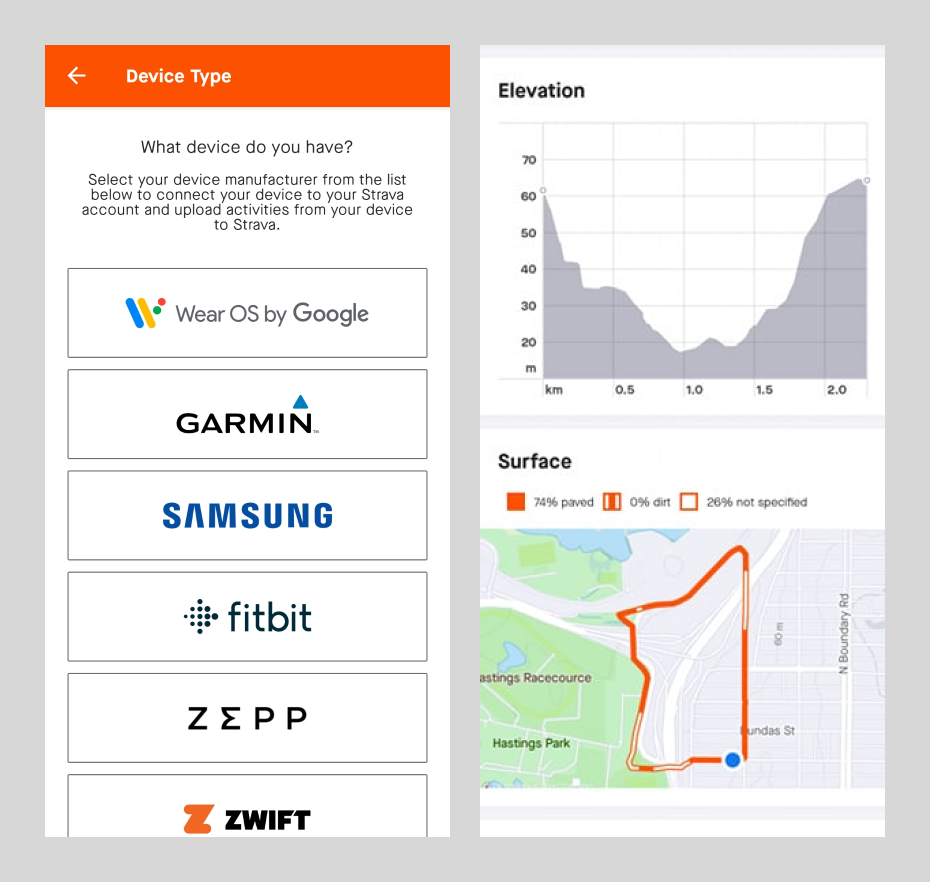 Device Type
What device do you have?
Select your device manufacturer from the list
below to connect your device to your Strava
account and upload activities from your device
to Strava.
Wear OS by Google
GARMIN™
SAMSUNG
fitbit
ZΣPP
ZWIFT
Elevation
70
60
50
40
30
20
m
km 0.5 1.0 1.5 2.0
Surface
74% paved 0% dirt 26% not specified
N Boundary Rd
60 m
astings Racecource
undas St
Hastings Park